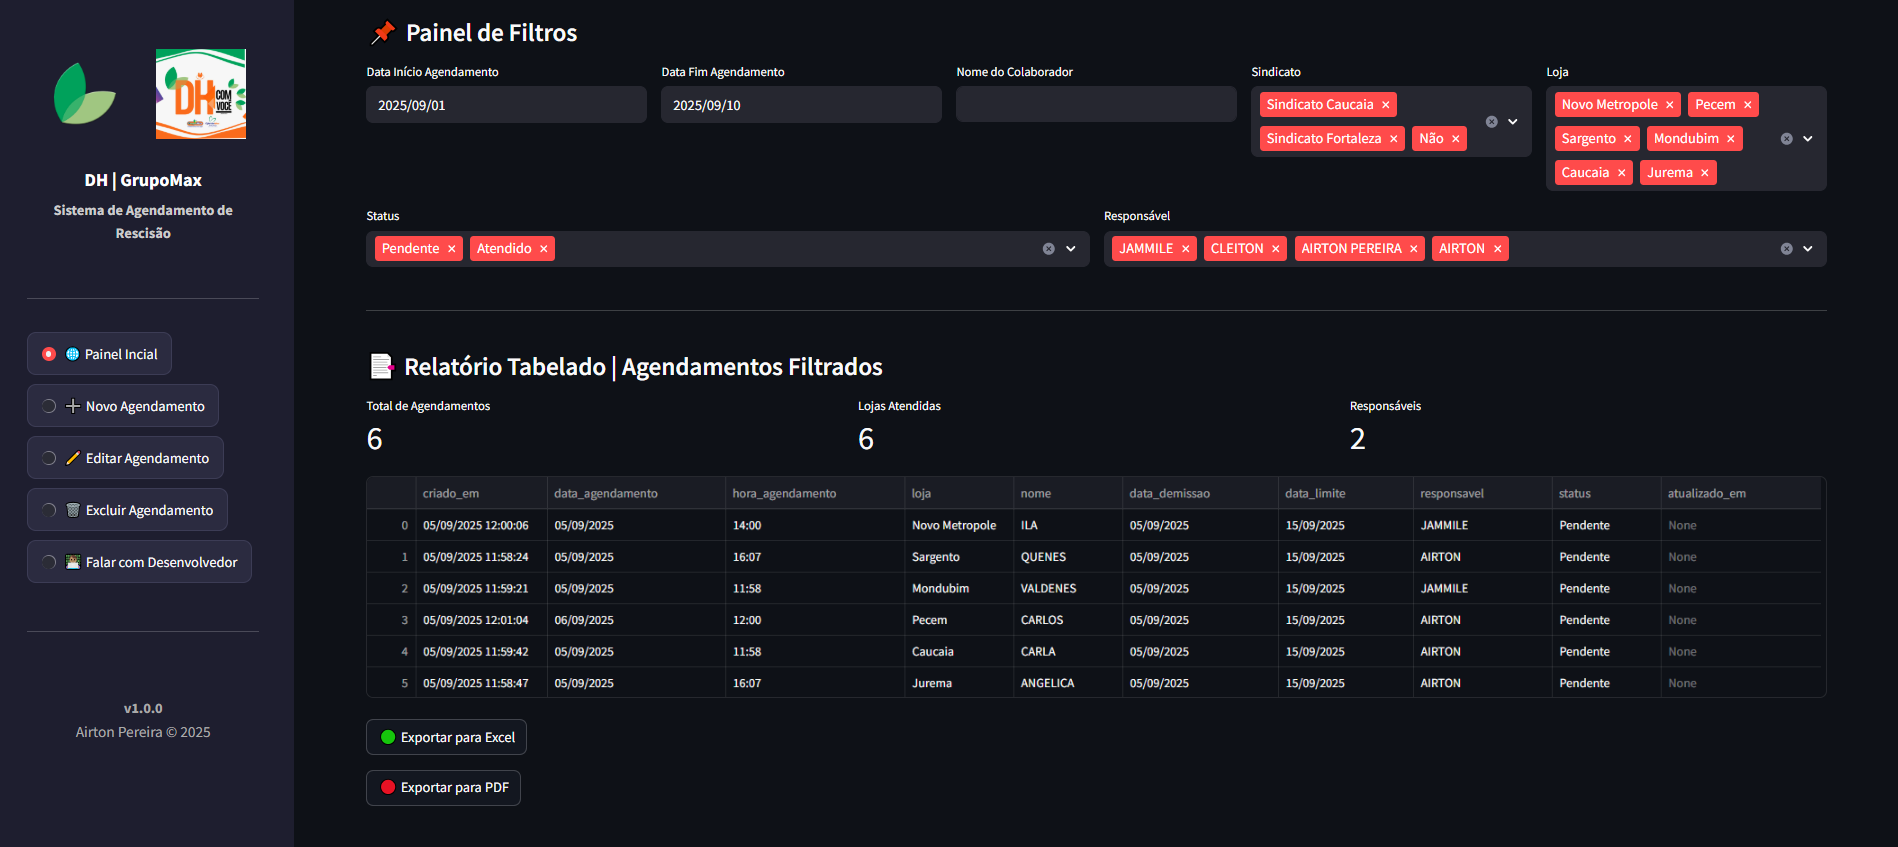 DH COM VOCÊ
DH | GrupoMax
Sistema de Agendamento de
Rescisão
Painel Incial
Novo Agendamento
Editar Agendamento
Excluir Agendamento
Falar com Desenvolvedor
v1.0.0
Airton Pereira © 2025
Painel de Filtros
Data Início Agendamento Data Fim Agendamento Nome do Colaborador Sindicato Loja
2025/09/01 2025/09/10 Sindicato Caucaia × Novo Metropole × Pecem ×
Sindicato Fortaleza × Não × Sargento × Mondubim ×
Caucaia × Jurema ×
Status Responsável
Pendente × Atendido × JAMMILE × CLEITON × AIRTON PEREIRA × AIRTON ×
Relatório Tabelado | Agendamentos Filtrados
Total de Agendamentos Lojas Atendidas Responsáveis
6 6 2
criado_em data_agendamento hora_agendamento loja nome data_demissao data_limite responsavel status atualizado_em
0 05/09/2025 12:00:06 05/09/2025 14:00 Novo Metropole ILA 05/09/2025 15/09/2025 JAMMILE Pendente None
1 05/09/2025 11:58:24 05/09/2025 16:07 Sargento QUENES 05/09/2025 15/09/2025 AIRTON Pendente None
2 05/09/2025 11:59:21 05/09/2025 11:58 Mondubim VALDENES 05/09/2025 15/09/2025 JAMMILE Pendente None
3 05/09/2025 12:01:04 06/09/2025 12:00 Pecem CARLOS 05/09/2025 15/09/2025 AIRTON Pendente None
4 05/09/2025 11:59:42 05/09/2025 11:58 Caucaia CARLA 05/09/2025 15/09/2025 AIRTON Pendente None
5 05/09/2025 11:58:47 05/09/2025 16:07 Jurema ANGELICA 05/09/2025 15/09/2025 AIRTON Pendente None
Exportar para Excel
Exportar para PDF